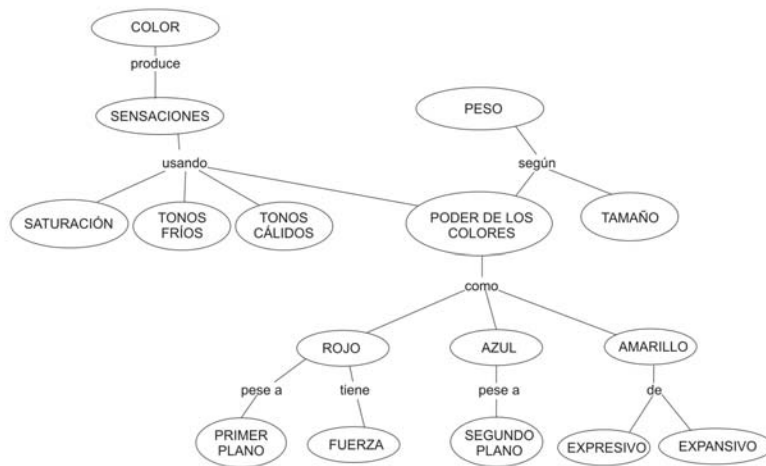 COLOR
produce
SENSACIONES
PESO
usando
según
SATURACIÓN
TONOS
FRÍOS
TONOS
CÁLIDOS
PODER DE LOS
COLORES
TAMAÑO
como
ROJO
AZUL
AMARILLO
pese a
tiene
pese a
de
PRIMER
PLANO
FUERZA
SEGUNDO
PLANO
EXPRESIVO
EXPANSIVO